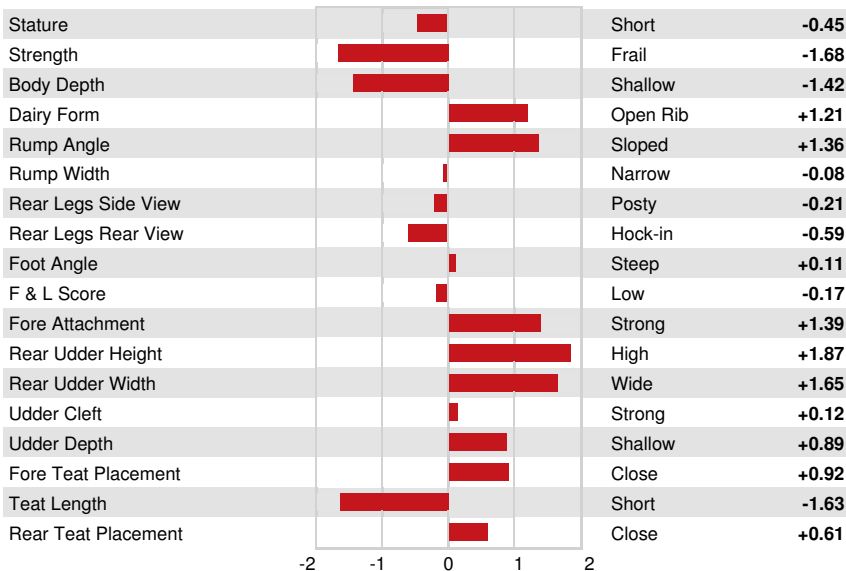 Stature Short -0.45
Strength Frail -1.68
Body Depth Shallow -1.42
Dairy Form Open Rib +1.21
Rump Angle Sloped +1.36
Rump Width Narrow -0.08
Rear Legs Side View Posty -0.21
Rear Legs Rear View Hock-in -0.59
Foot Angle Steep +0.11
F & L Score Low -0.17
Fore Attachment Strong +1.39
Rear Udder Height High +1.87
Rear Udder Width Wide +1.65
Udder Cleft Strong +0.12
Udder Depth Shallow +0.89
Fore Teat Placement Close +0.92
Teat Length Short -1.63
Rear Teat Placement Close +0.61
-2 -1 0 1 2